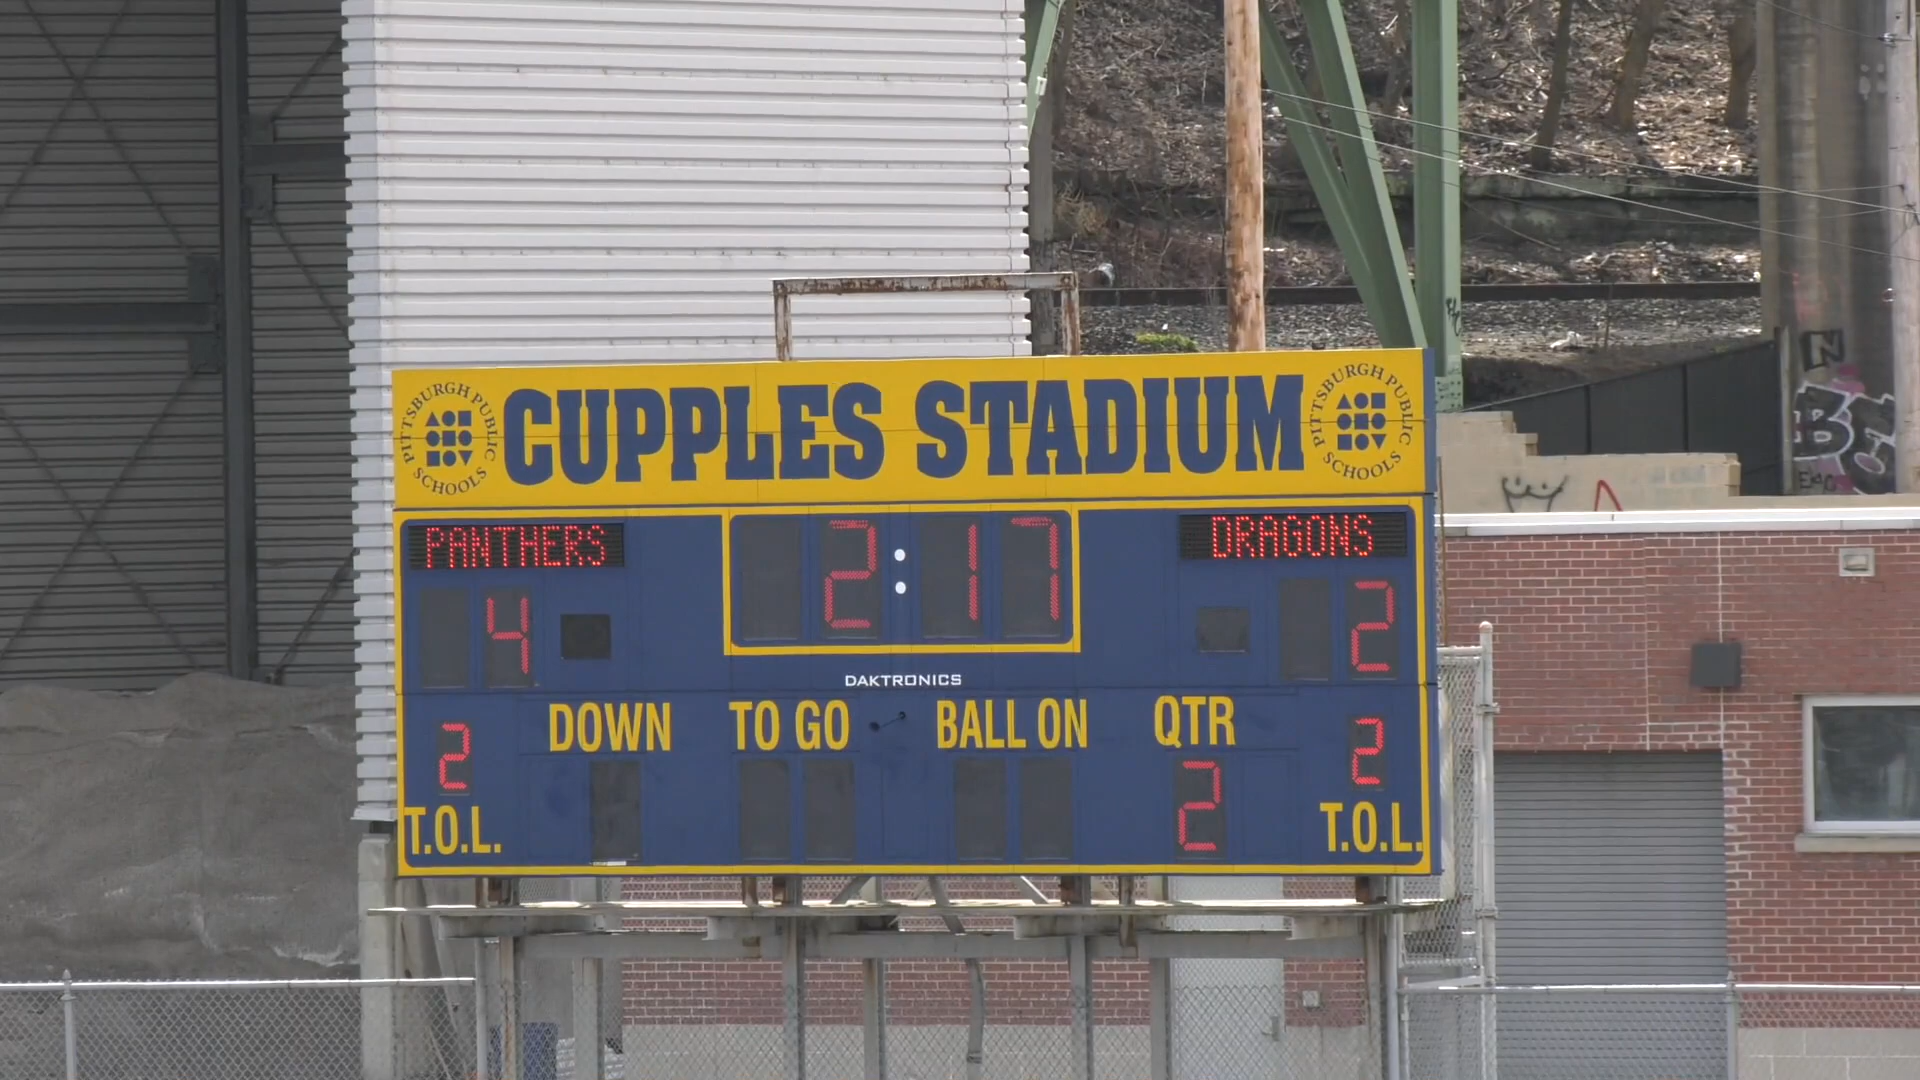 PITTSBURGH PUBLIC SCHOOLS
CUPPLES STADIUM
PITTSBURGH PUBLIC SCHOOLS
PANTHERS
2:17
DRAGONS
4
2
DAKTRONICS
DOWN TO GO BALL ON QTR
2
2
2
T.O.L.
T.O.L.
N